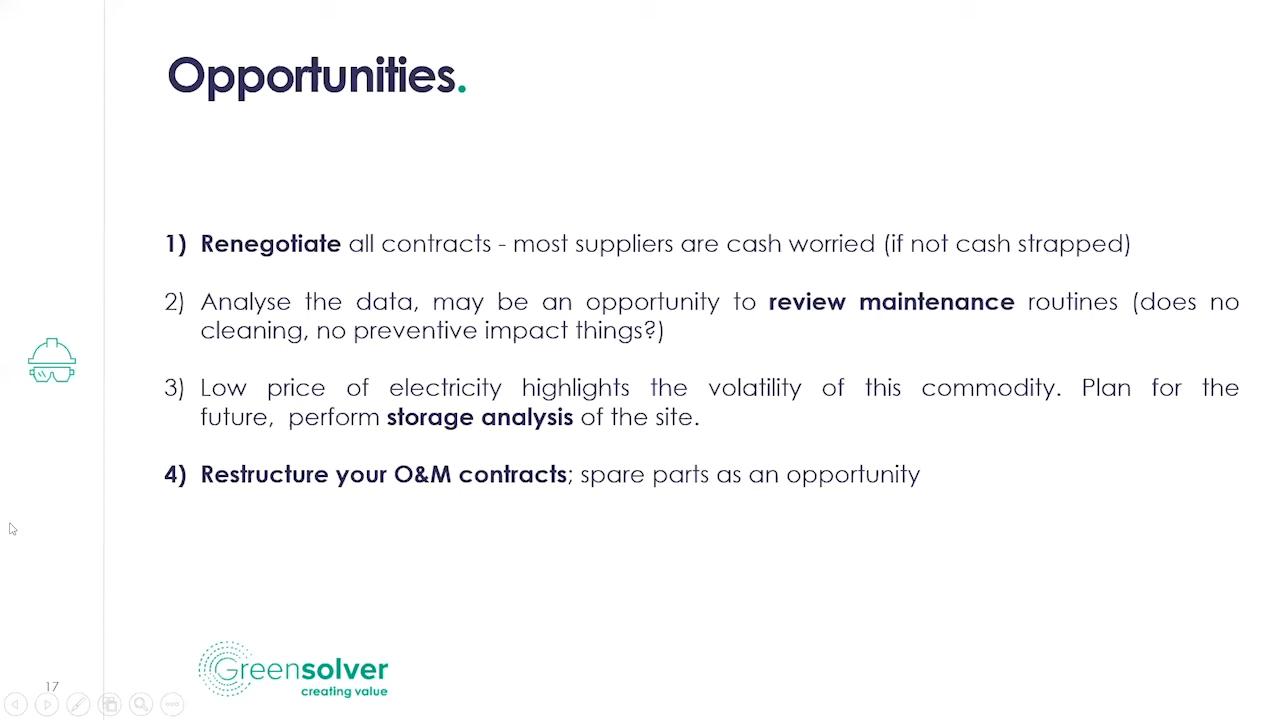 Opportunities.
1) Renegotiate all contracts - most suppliers are cash worried (if not cash strapped)
2) Analyse the data, may be an opportunity to review maintenance routines (does no
cleaning, no preventive impact things?)
3) Low price of electricity highlights the volatility of this commodity. Plan for the
future, perform storage analysis of the site.
4) Restructure your O&M contracts; spare parts as an opportunity
Greensolver
creating value
17